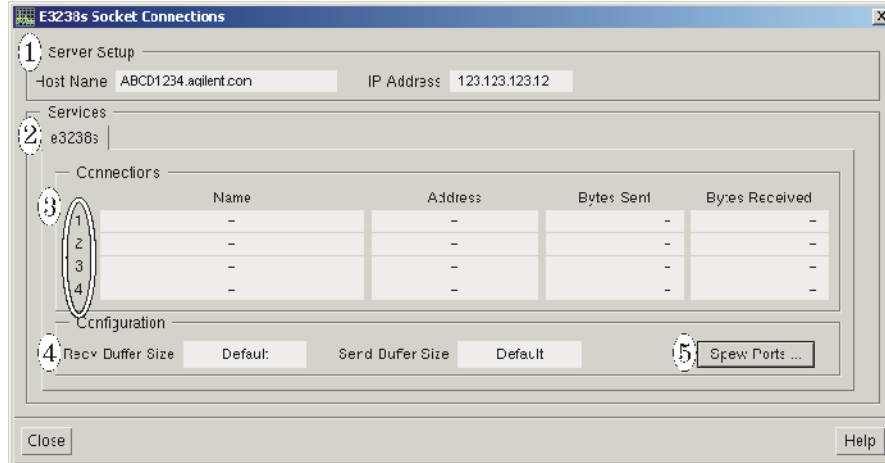 E3238s Socket Connections
X
1 Server Setup
Host Name ABCD1234.agilent.com IP Address 123.123.123.12
Services
2 e3238s
Connections
3 Name Address Bytes Sent Bytes Received
1 - - - -
2 - - - -
3 - - - -
4 - - - -
Configuration
4 Recv Buffer Size Default Send Buffer Size Default 5 Spew Ports ...
Close Help